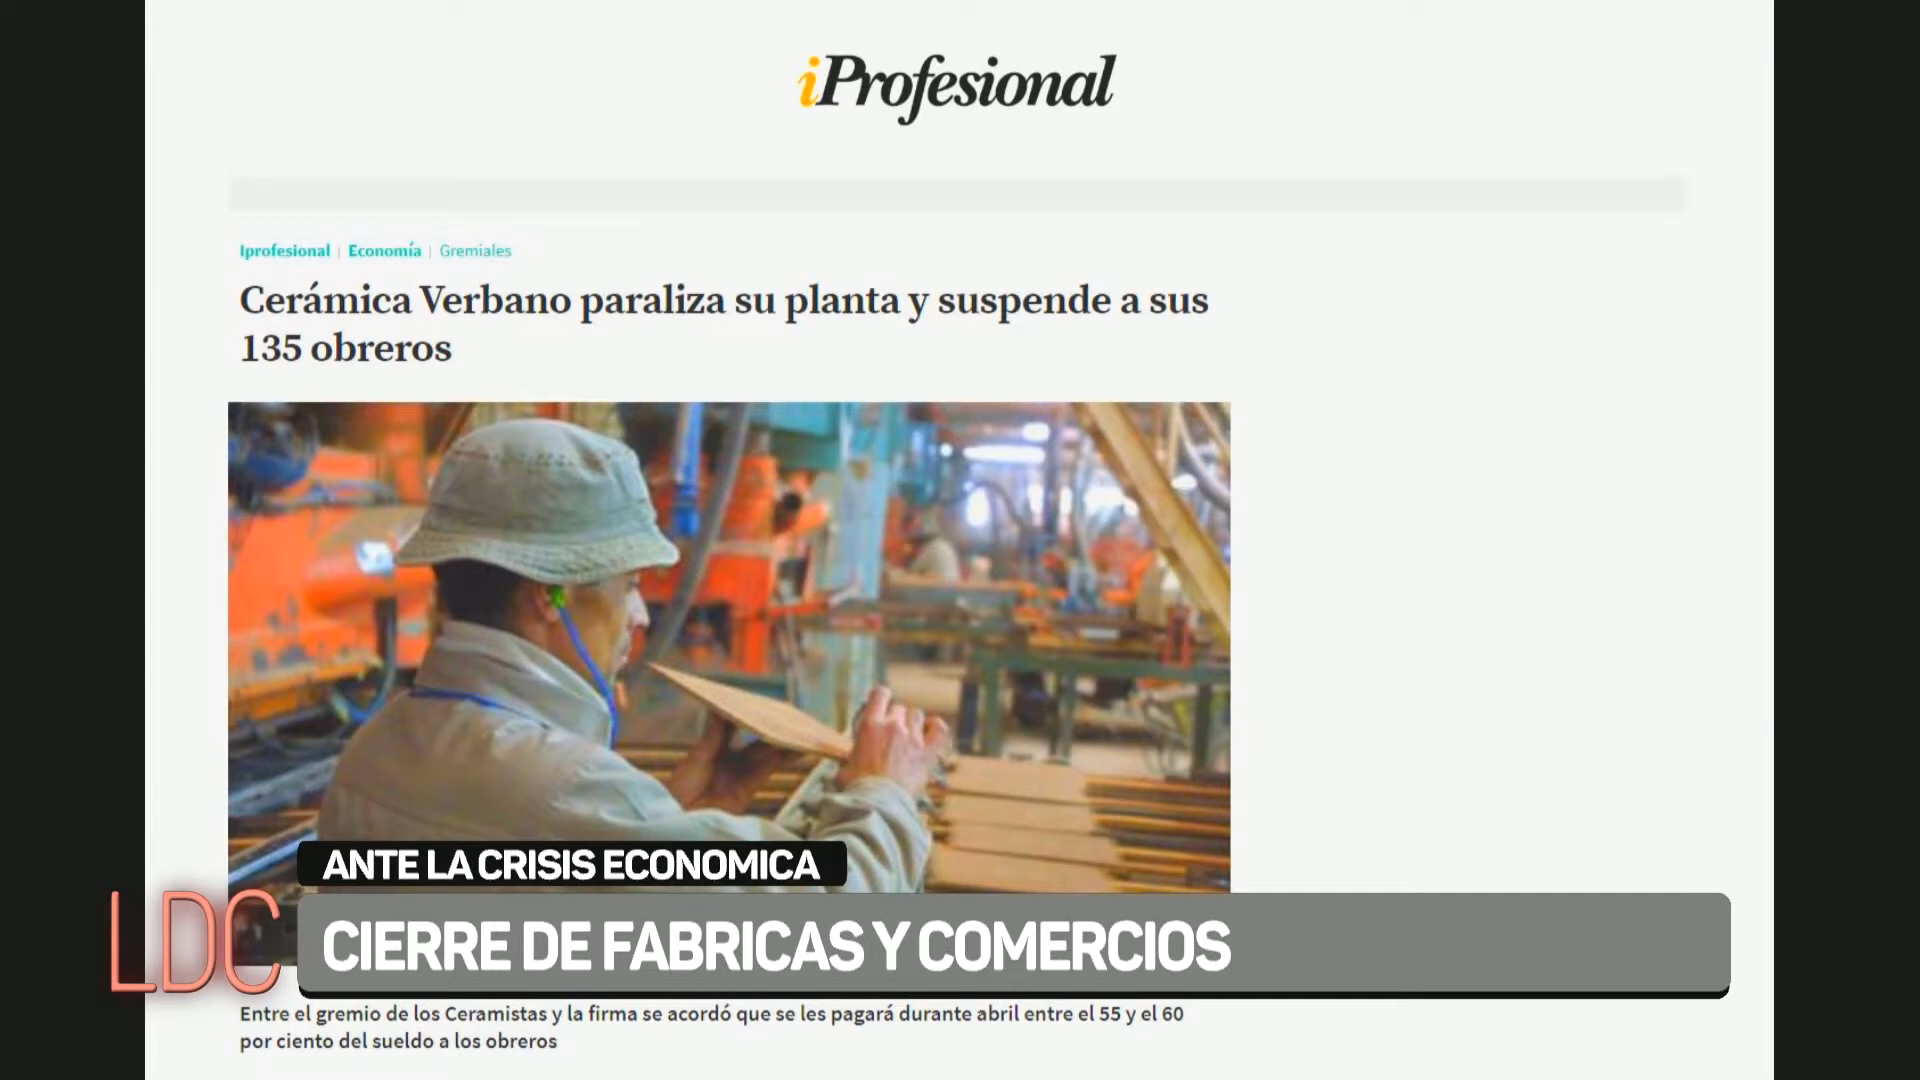 iProfesional
Iprofesional | Economía | Gremiales
Cerámica Verbano paraliza su planta y suspende a sus
135 obreros
ANTE LA CRISIS ECONOMICA
LDC
CIERRE DE FABRICAS Y COMERCIOS
Entre el gremio de los Ceramistas y la firma se acordó que se les pagará durante abril entre el 55 y el 60
por ciento del sueldo a los obreros